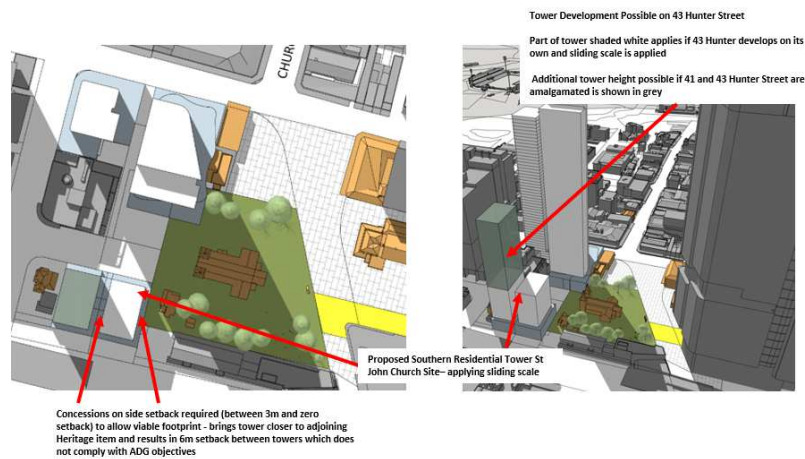 Tower Development Possible on 43 Hunter Street
Part of tower shaded white applies if 43 Hunter develops on its
own and sliding scale is applied
Additional tower height possible if 41 and 43 Hunter Street are
amalgamated is shown in grey
CHUR
Proposed Southern Residential Tower St
John Church Site– applying sliding scale
Concessions on side setback required (between 3m and zero
setback) to allow viable footprint - brings tower closer to adjoining
Heritage item and results in 6m setback between towers which does
not comply with ADG objectives